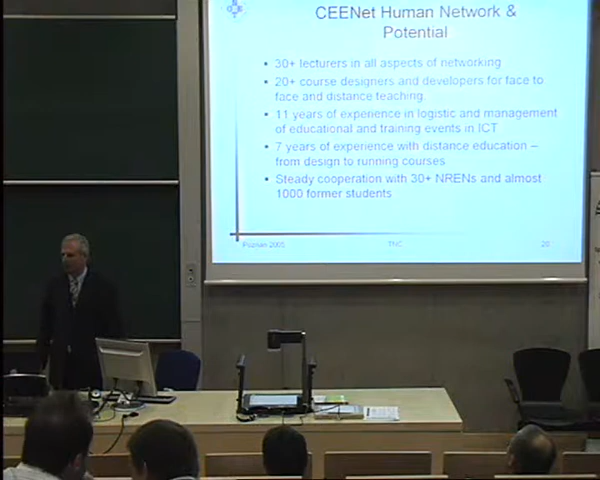 CEENet Human Network &
Potential
• 30+ lecturers in all aspects of networking
• 20+ course designers and developers for face to
face and distance teaching.
• 11 years of experience in logistic and management
of educational and training events in ICT
• 7 years of experience with distance education –
from design to running courses
• Steady cooperation with 30+ NRENs and almost
1000 former students
Poznan 2005 TNC 20